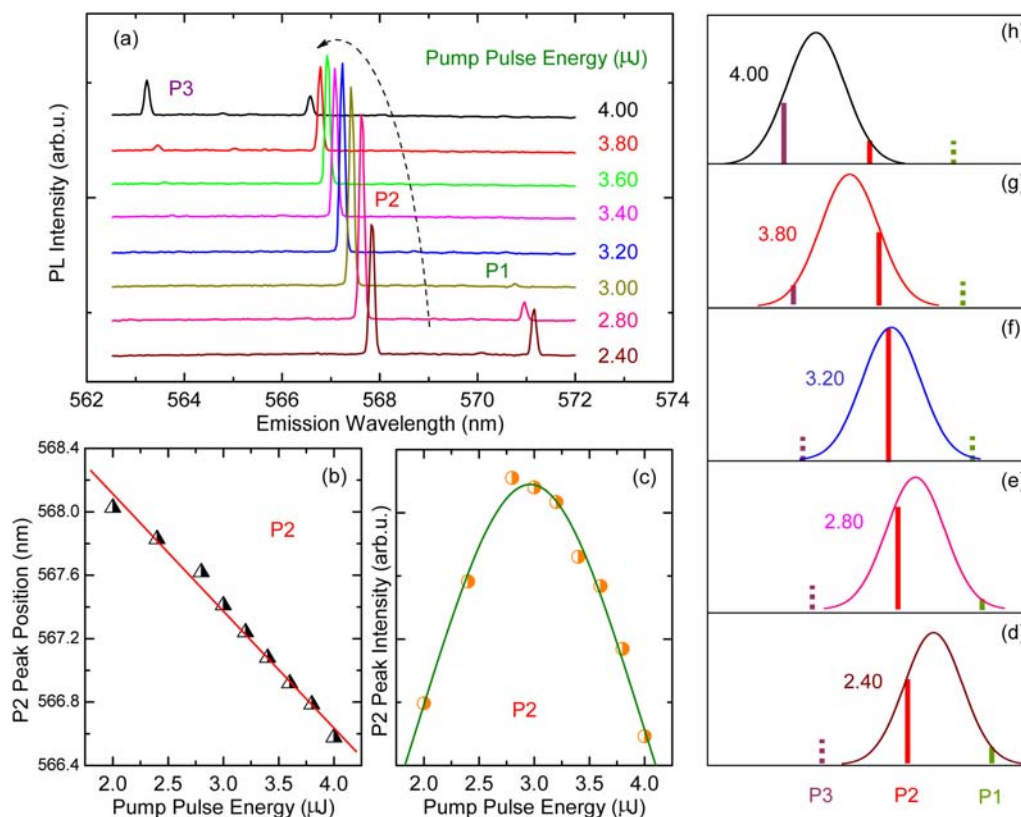 (a)
Pump Pulse Energy (μJ)
P3
4.00
3.80
3.60
P2
3.40
3.20
P1
3.00
2.80
2.40
PL Intensity (arb.u.)
562 564 566 568 570 572 574
Emission Wavelength (nm)
(b)
P2
568.4
568.0
567.6
567.2
566.8
566.4
P2 Peak Position (nm)
2.0 2.5 3.0 3.5 4.0
Pump Pulse Energy (μJ)
(c)
P2
P2 Peak Intensity (arb.u.)
2.0 2.5 3.0 3.5 4.0
Pump Pulse Energy (μJ)
(h)
4.00
(g)
3.80
(f)
3.20
(e)
2.80
(d)
2.40
P3 P2 P1